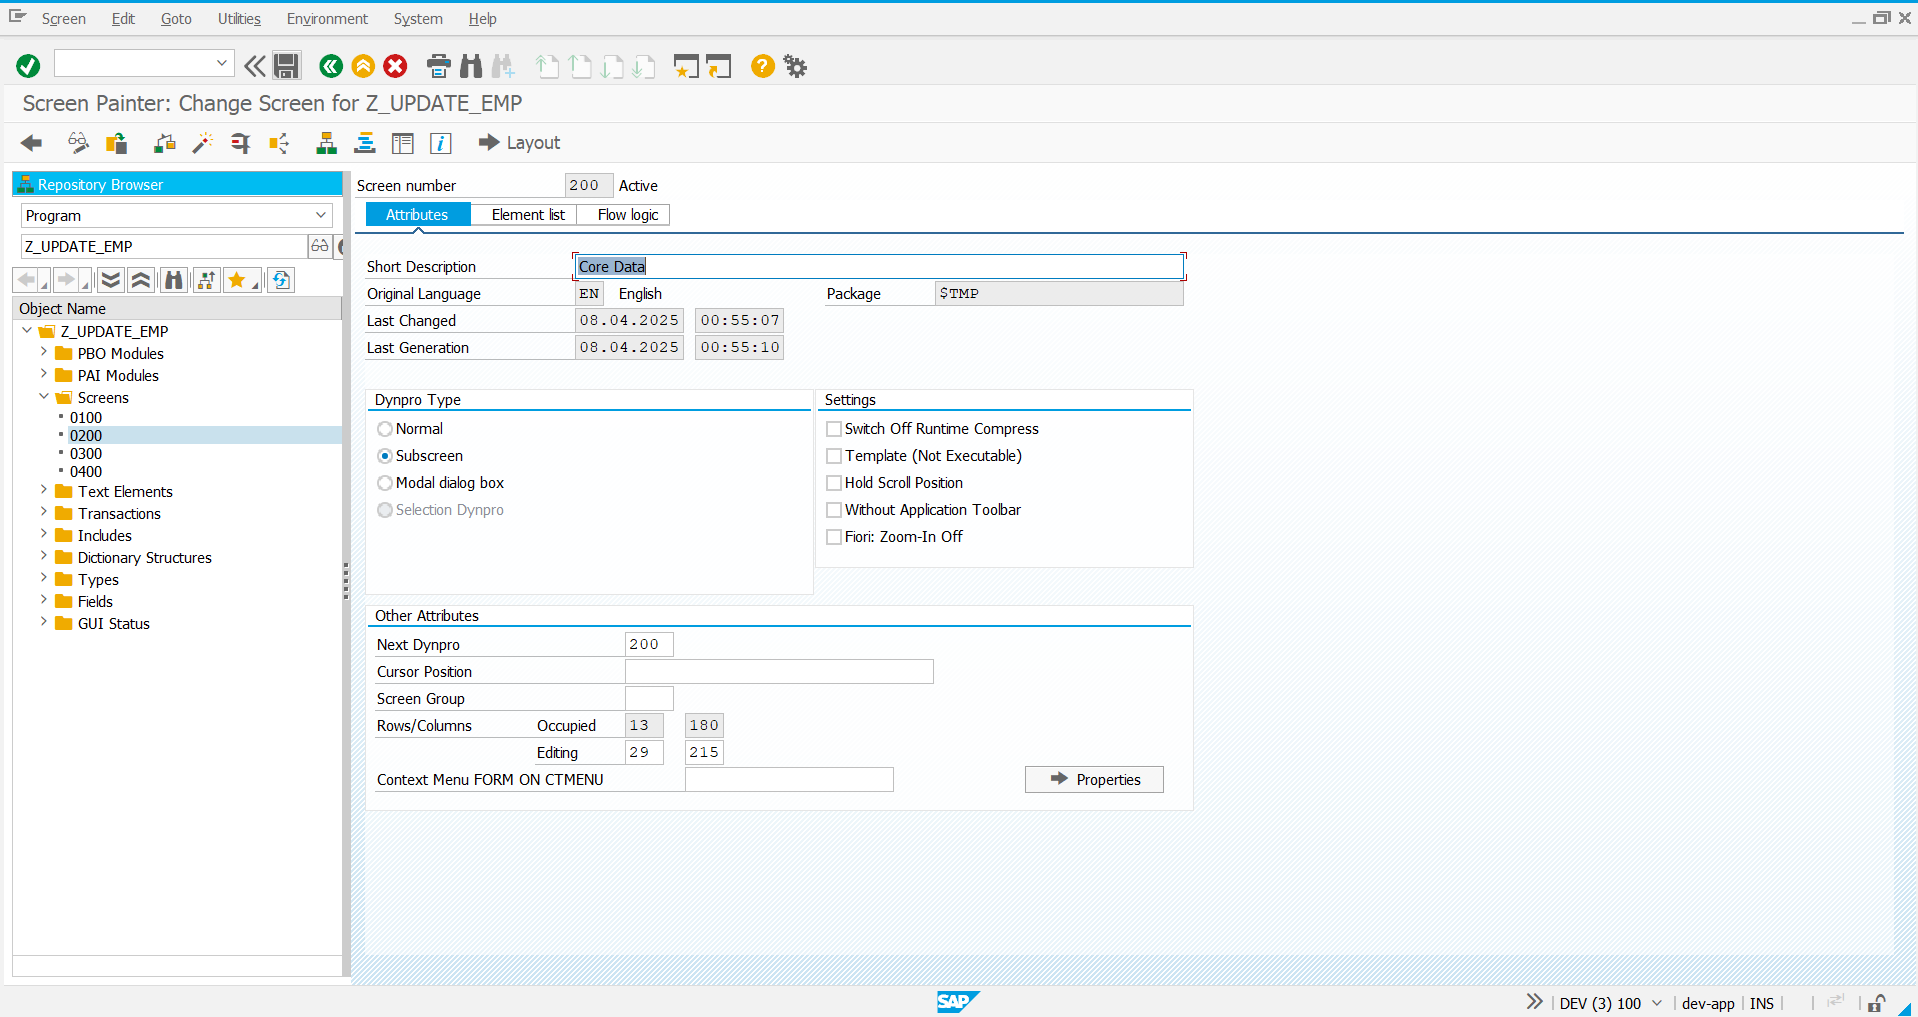 Screen Edit Goto Utilities Environment System Help
Screen Painter: Change Screen for Z_UPDATE_EMP
Layout
Repository Browser
Program
Z_UPDATE_EMP
Object Name
Z_UPDATE_EMP
PBO Modules
PAI Modules
Screens
0100
0200
0300
0400
Text Elements
Transactions
Includes
Dictionary Structures
Types
Fields
GUI Status
Screen number 200 Active
Attributes Element list Flow logic
Short Description Core Data
Original Language EN English Package $TMP
Last Changed 08.04.2025 00:55:07
Last Generation 08.04.2025 00:55:10
Dynpro Type
Normal
Subscreen
Modal dialog box
Selection Dynpro
Settings
Switch Off Runtime Compress
Template (Not Executable)
Hold Scroll Position
Without Application Toolbar
Fiori: Zoom-In Off
Other Attributes
Next Dynpro 200
Cursor Position
Screen Group
Rows/Columns Occupied 13 180
Editing 29 215
Context Menu FORM ON CTMENU
Properties
SAP
DEV (3) 100 dev-app INS